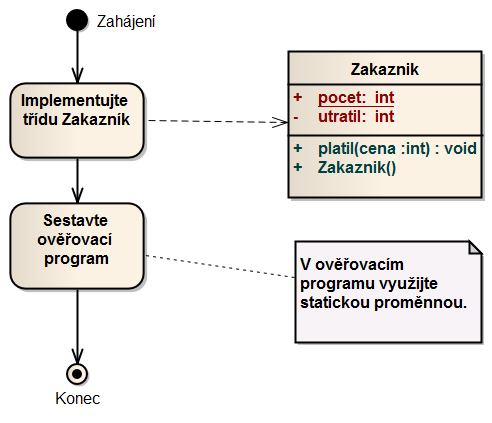 Zahájení
Implementujte
třídu Zakazník
Zakaznik
+ pocet: int
- utratil: int
+ platil(cena :int) : void
+ Zakaznik()
Sestavte
ověřovací
program
V ověřovacím
programu využijte
statickou proměnnou.
Konec